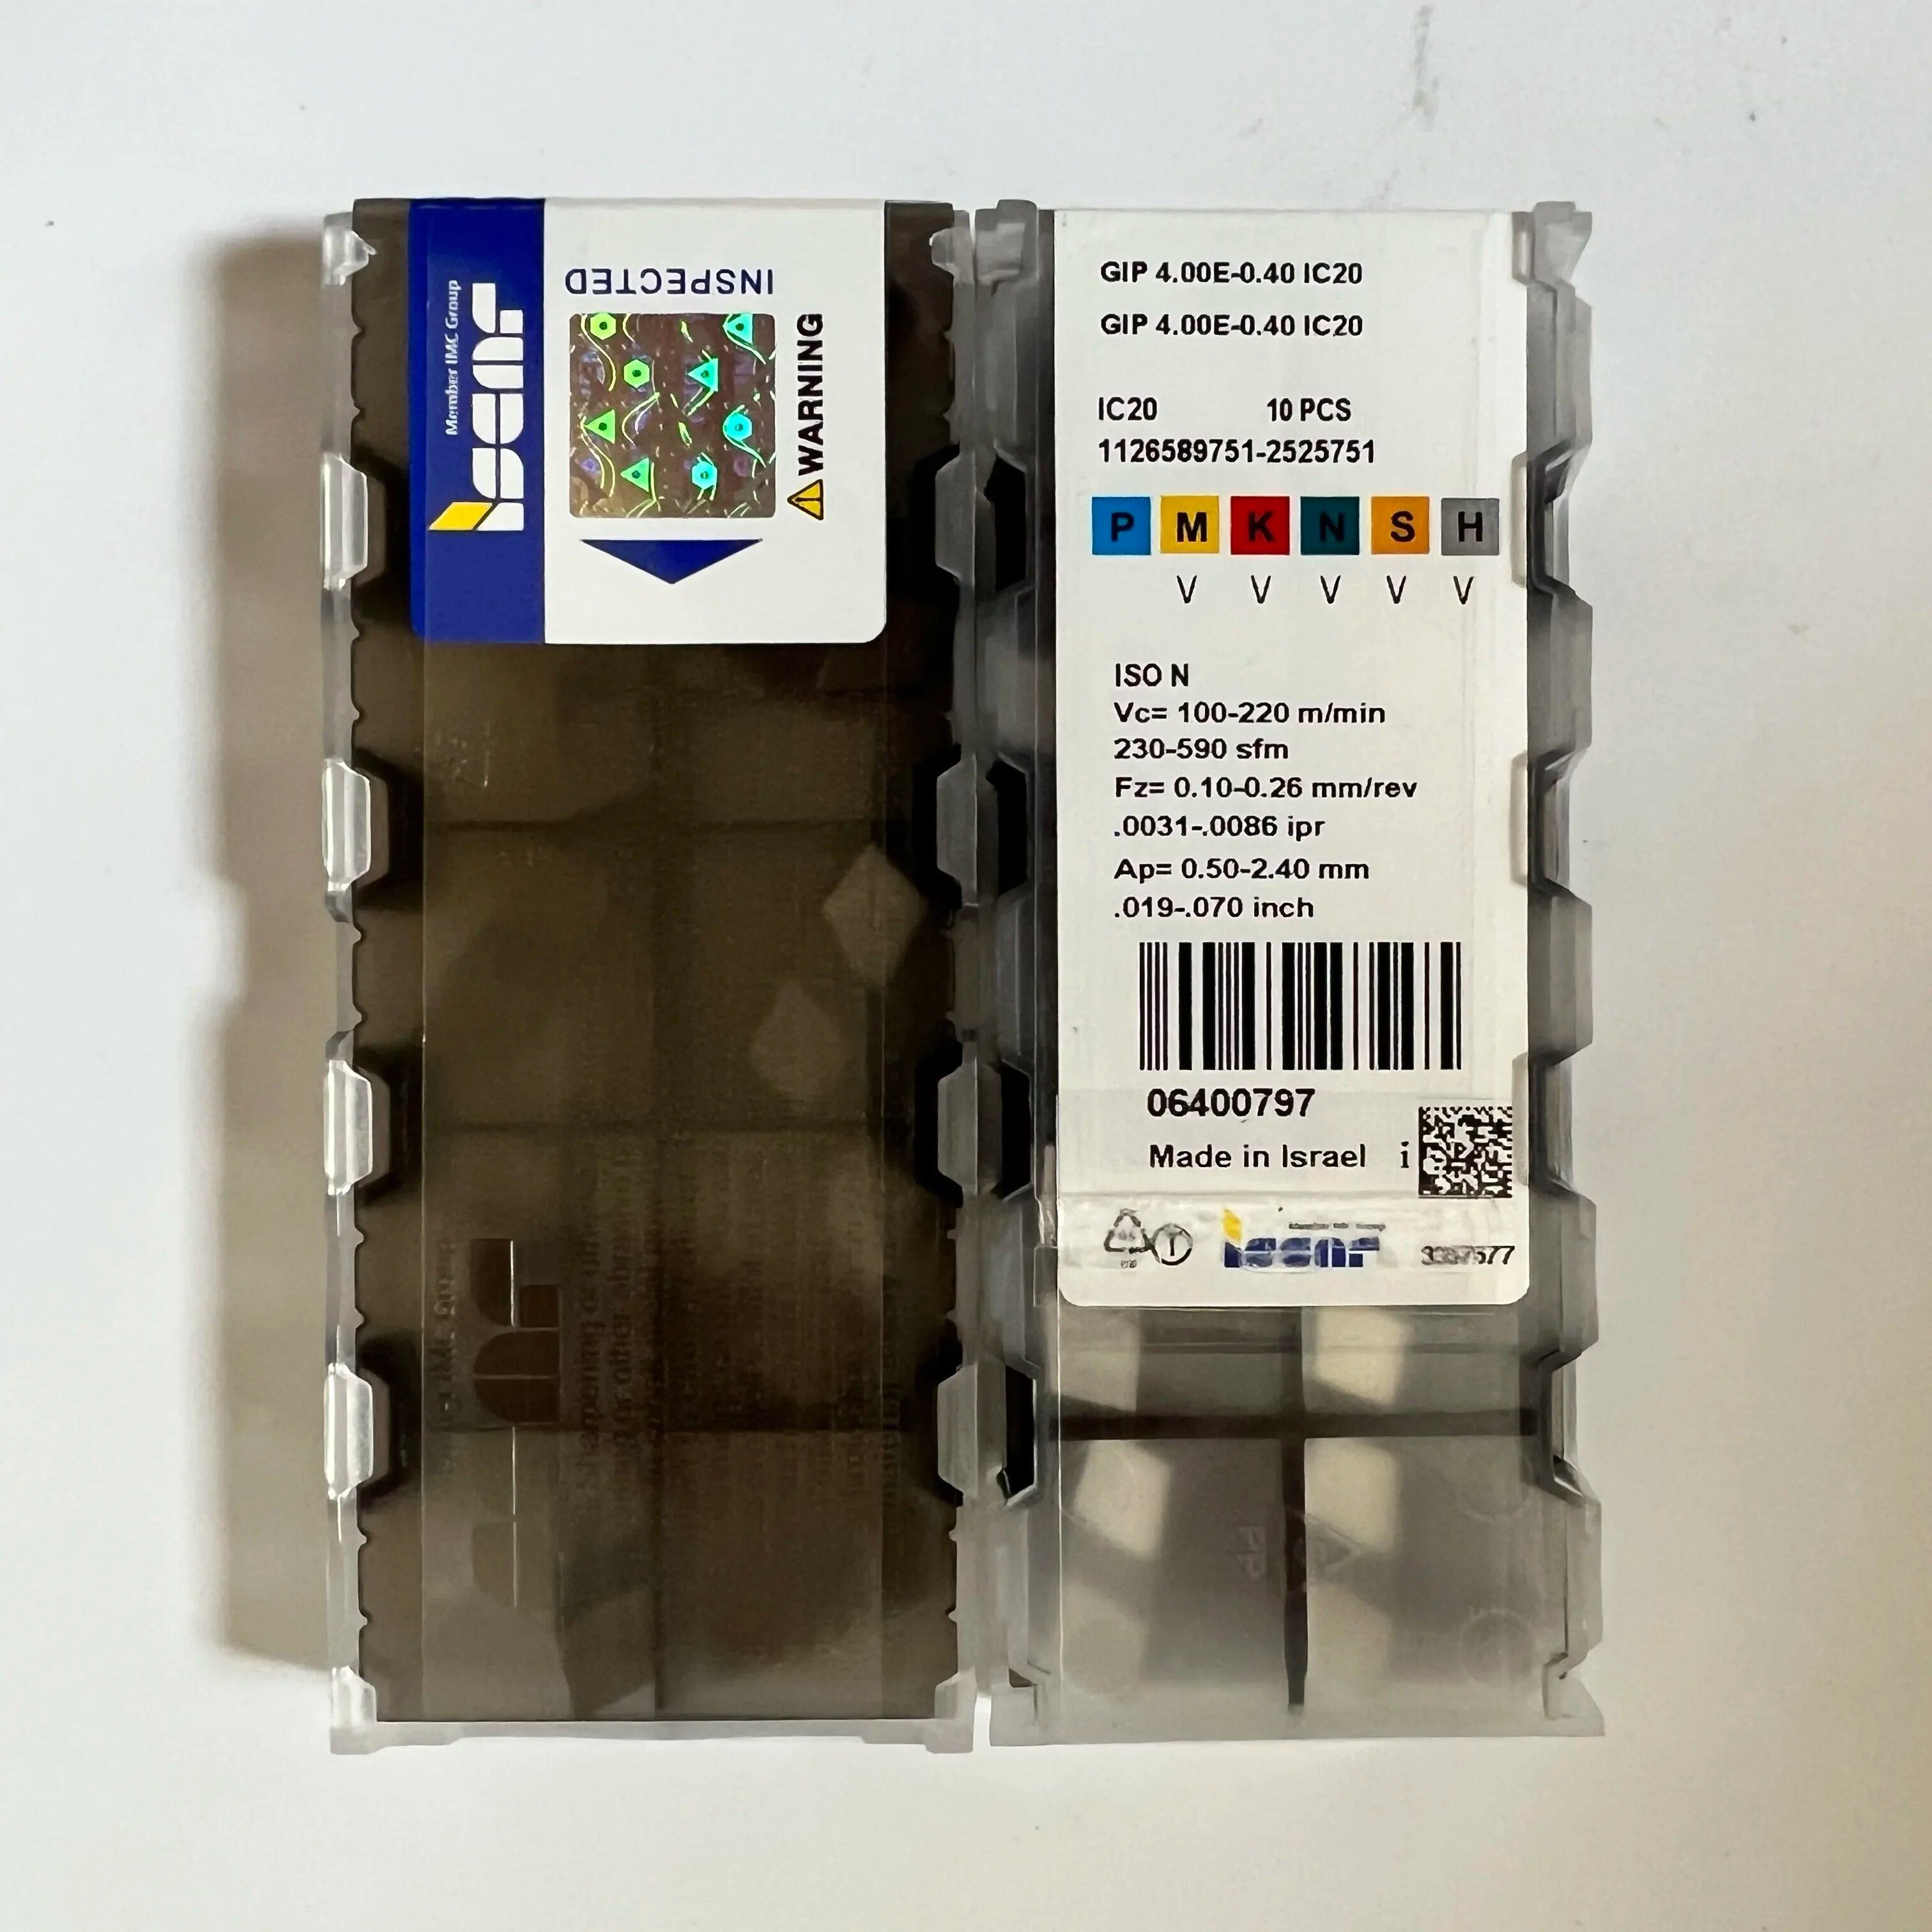 Member IMC Group
iscar
INSPECTED
WARNING
GIP 4.00E-0.40 IC20
GIP 4.00E-0.40 IC20
IC20 10 PCS
1126589751-2525751
P M K N S H
V V V V V
ISO N
Vc= 100-220 m/min
230-590 sfm
Fz= 0.10-0.26 mm/rev
.0031-.0086 ipr
Ap= 0.50-2.40 mm
.019-.070 inch
06400797
Made in Israel i